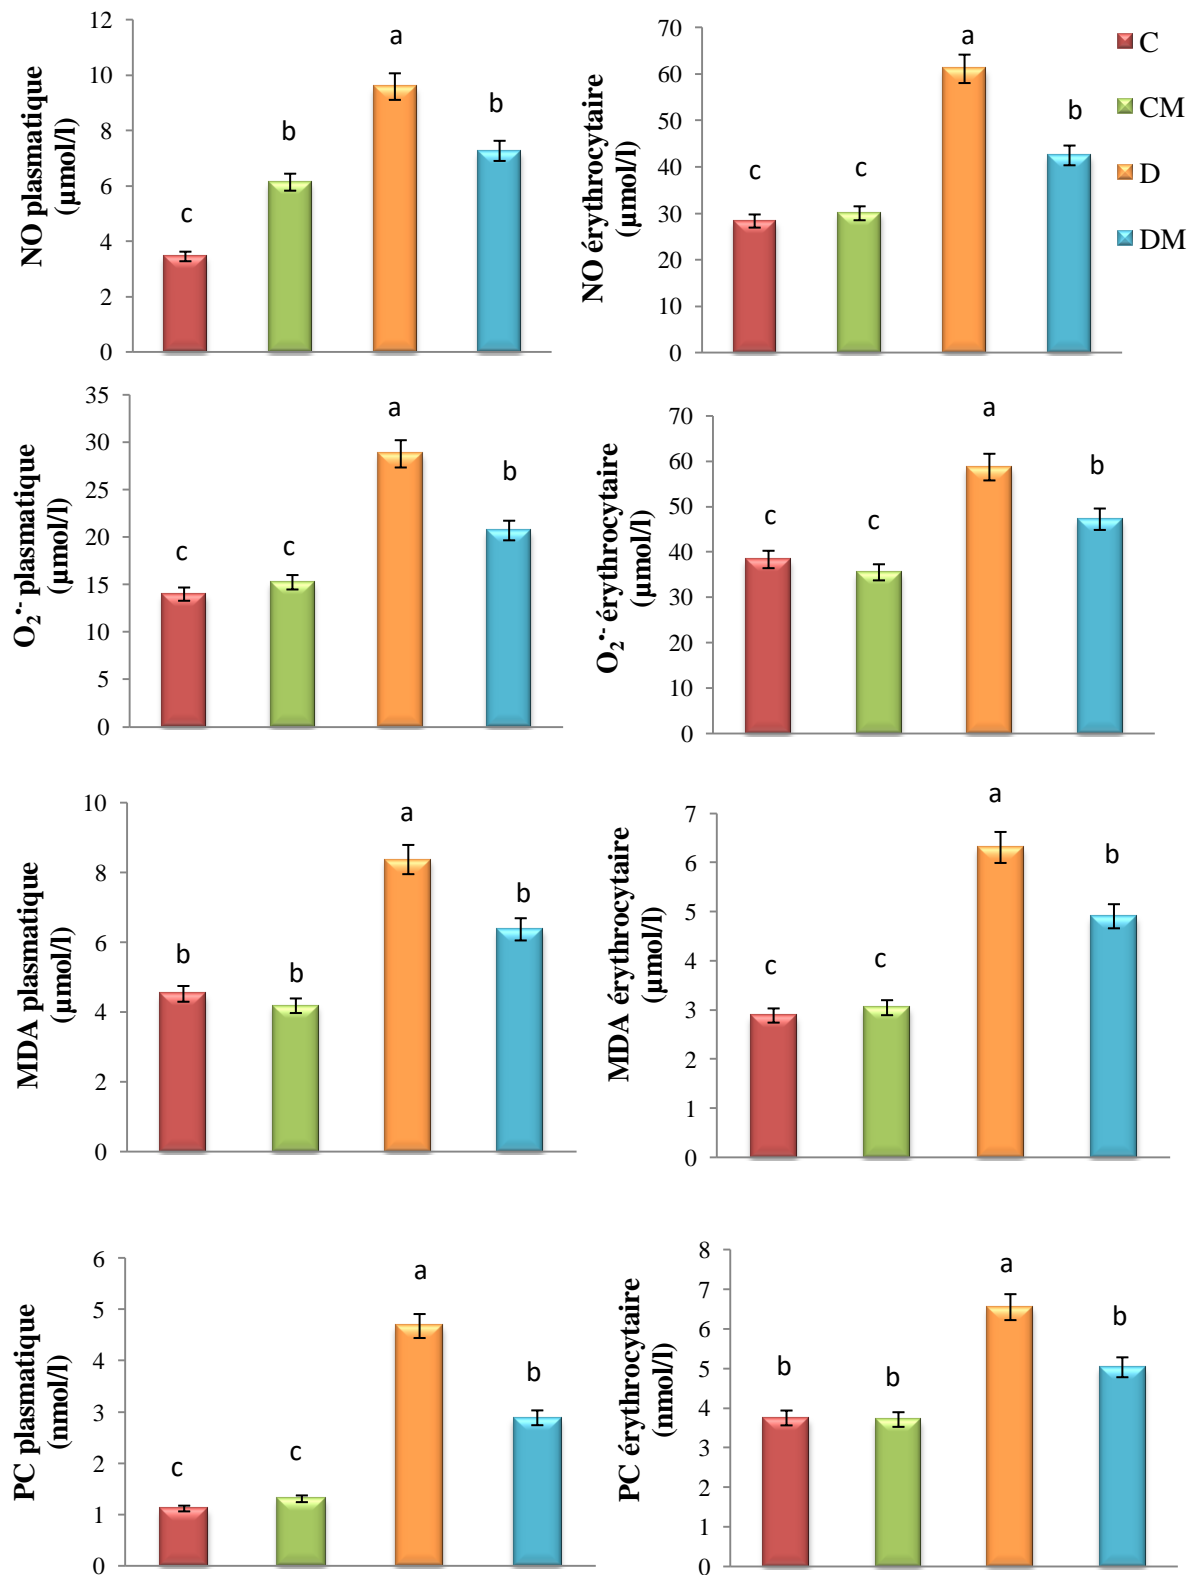 NO plasmatique
(µmol/l)
12
10
8
6
4
2
0
c
b
a
b
NO érythrocytaire
(µmol/l)
70
60
50
40
30
20
10
0
c
c
a
b
C
CM
D
DM
O₂•- plasmatique
(µmol/l)
35
30
25
20
15
10
5
0
c
c
a
b
O₂•- érythrocytaire
(µmol/l)
70
60
50
40
30
20
10
0
c
c
a
b
MDA plasmatique
(µmol/l)
10
8
6
4
2
0
b
b
a
b
MDA érythrocytaire
(µmol/l)
7
6
5
4
3
2
1
0
c
c
a
b
PC plasmatique
(nmol/l)
6
5
4
3
2
1
0
c
c
a
b
PC érythrocytaire
(nmol/l)
8
7
6
5
4
3
2
1
0
b
b
a
b